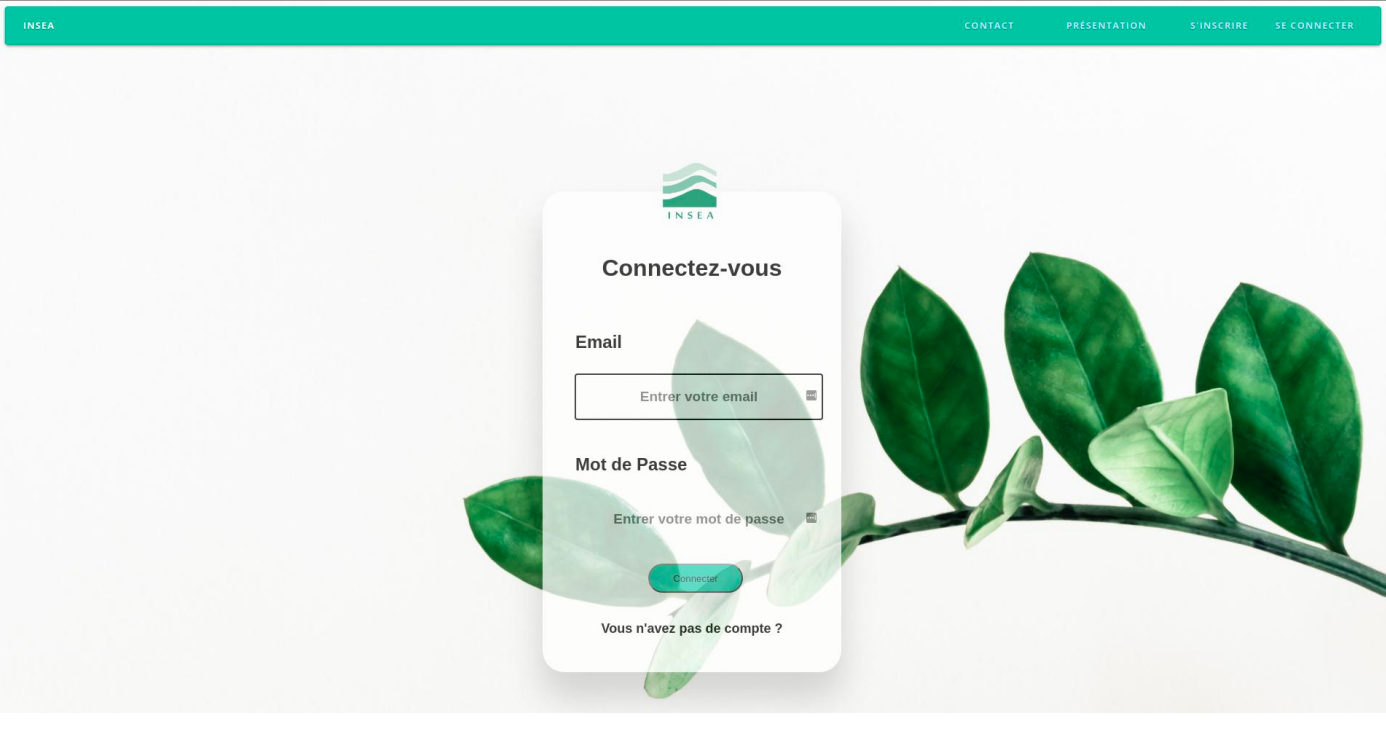 INSEA
CONTACT
PRÉSENTATION
S'INSCRIRE
SE CONNECTER
INSEA
Connectez-vous
Email
Entrer votre email
Mot de Passe
Entrer votre mot de passe
Connecter
Vous n'avez pas de compte ?